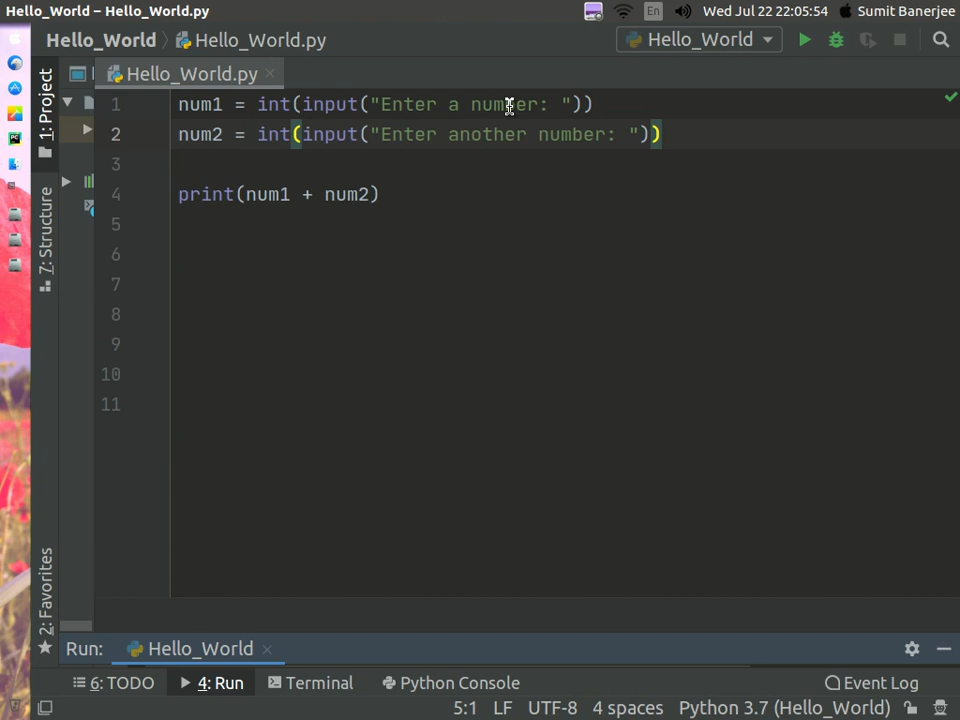 Hello_World – Hello_World.py
En
Wed Jul 22 22:05:54
Sumit Banerjee
Hello_World
Hello_World.py
Hello_World
Hello_World.py
1: Project
7: Structure
2: Favorites
1 num1 = int(input("Enter a number: "))
2 num2 = int(input("Enter another number: "))
3
4 print(num1 + num2)
5
6
7
8
9
10
11
Run: Hello_World
6: TODO
4: Run
Terminal
Python Console
Event Log
5:1 LF UTF-8 4 spaces Python 3.7 (Hello_World)